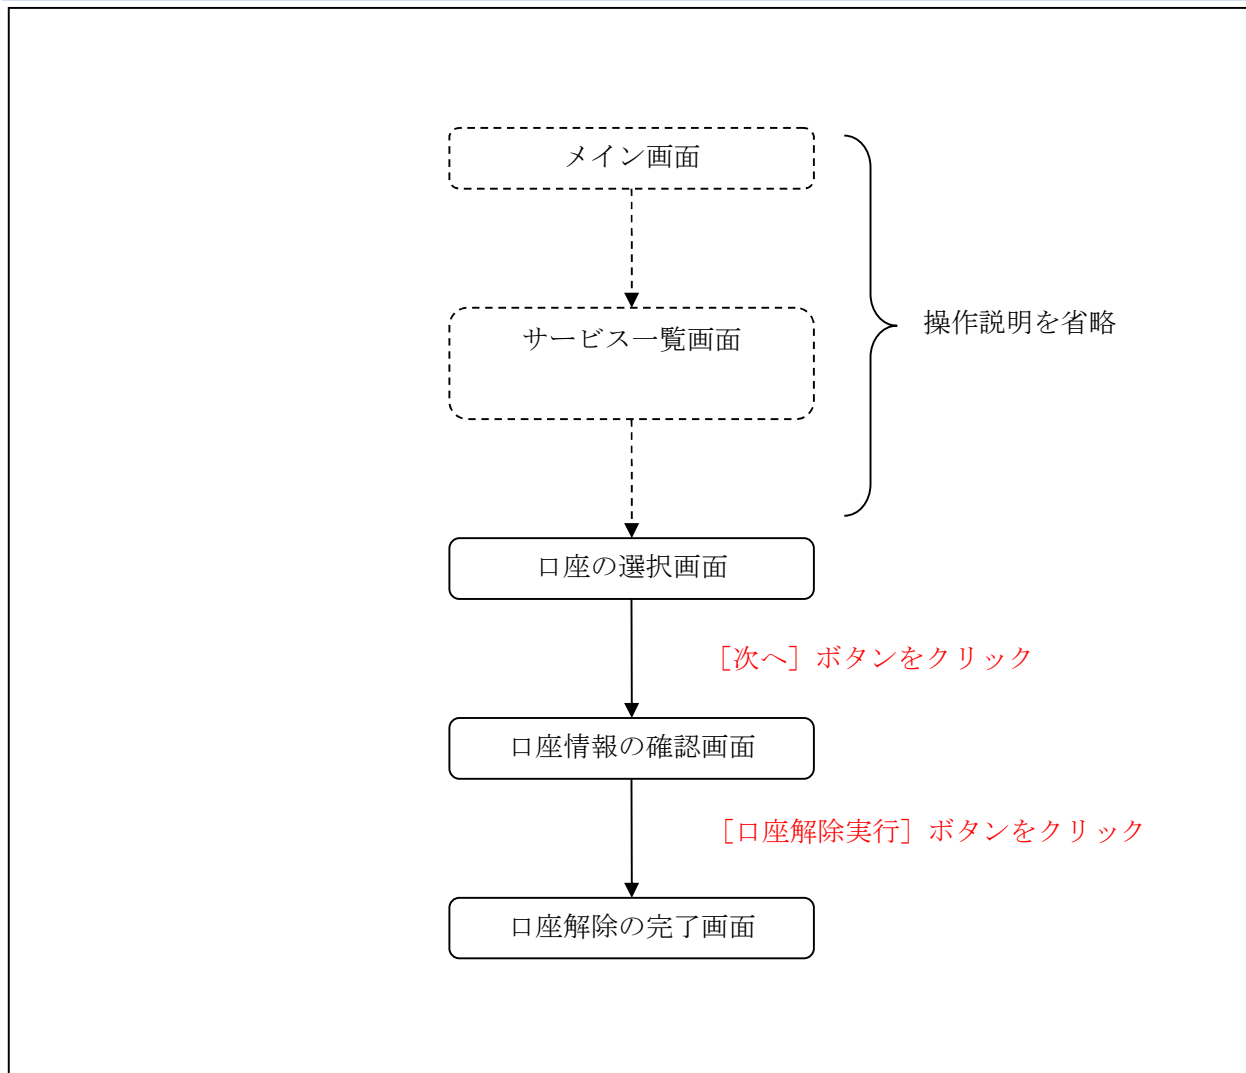 メイン画面
サービス一覧画面
操作説明を省略
口座の選択画面
［次へ］ボタンをクリック
口座情報の確認画面
［口座解除実行］ボタンをクリック
口座解除の完了画面